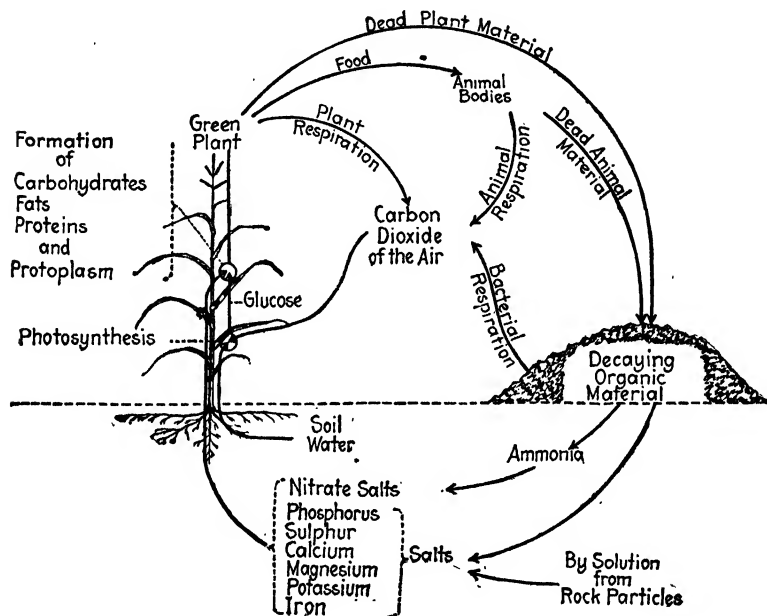 Dead Plant Material
Food
Animal
Bodies
Green
Plant
Plant
Respiration
Animal
Respiration
Dead Animal
Material
Formation
of
Carbohydrates
Fats
Proteins
and
Protoplasm
Carbon
Dioxide
of the Air
Glucose
Photosynthesis
Bacterial
Respiration
Decaying
Organic
Material
Soil
Water
Ammonia
Nitrate Salts
Phosphorus
Sulphur
Calcium
Magnesium
Potassium
Iron
Salts
By Solution
from
Rock Particles